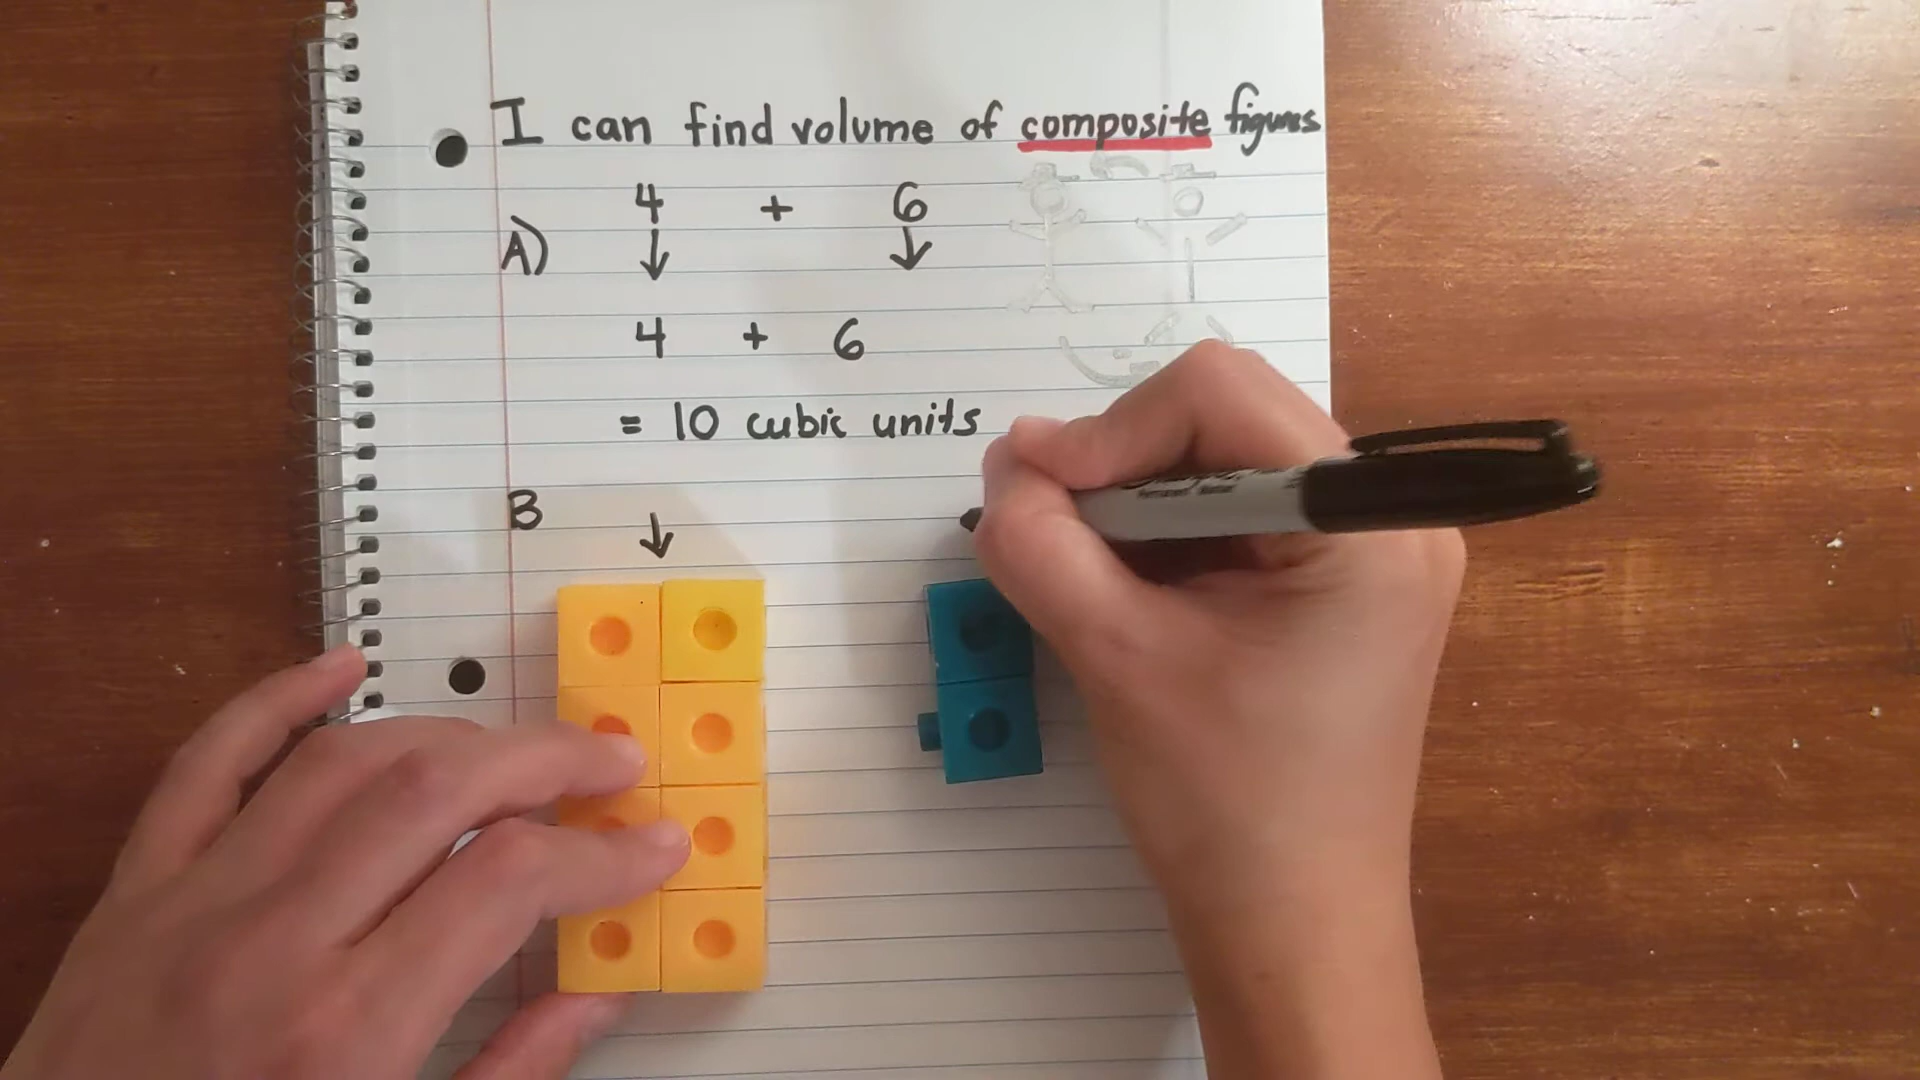 I can find volume of composite figures
4 + 6
A) ↓ ↓
4 + 6
= 10 cubic units
B ↓